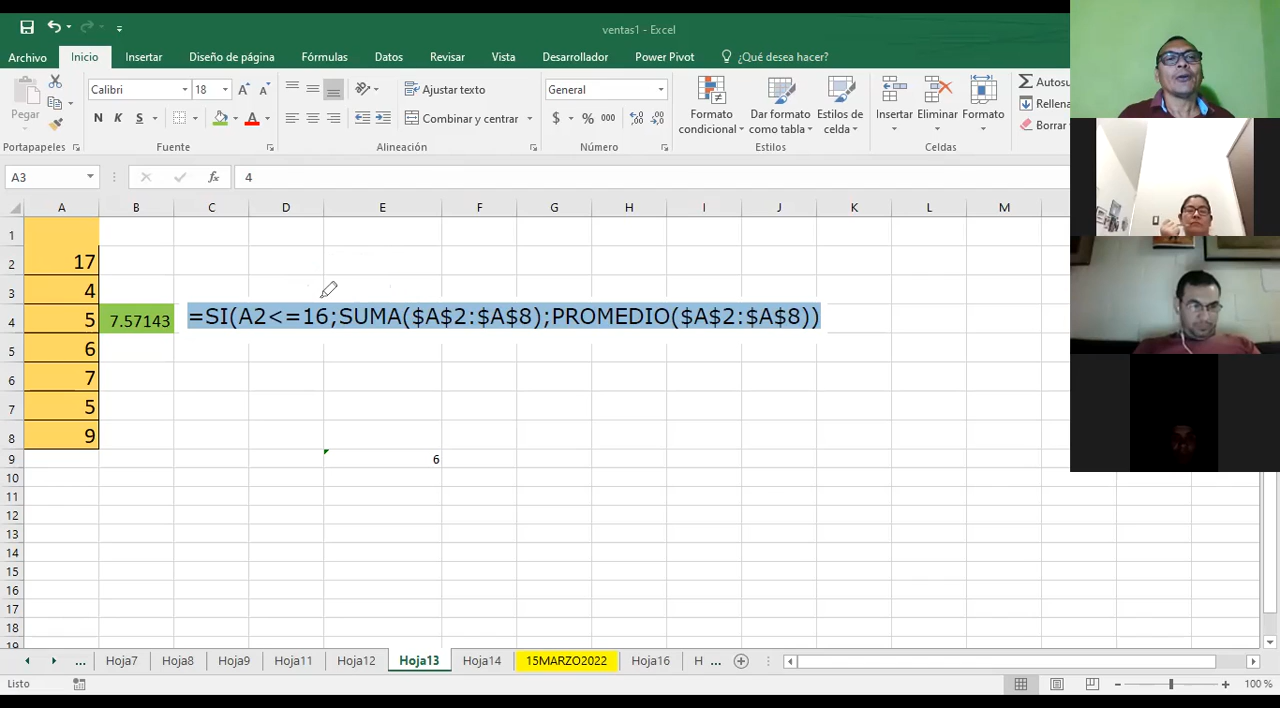 ventas1 - Excel
Archivo Inicio Insertar Diseño de página Fórmulas Datos Revisar Vista Desarrollador Power Pivot ¿Qué desea hacer?
Calibri 18 Ajustar texto General Autosu
Pegar N K S A Combinar y centrar $ % 000 Formato condicional Dar formato como tabla Estilos de celda Insertar Eliminar Formato Rellena
Borrar
Portapapeles Fuente Alineación Número Estilos Celdas
A3 fx 4
A B C D E F G H I J K L M
1
2 17
3 4
4 5 7.57143 =SI(A2<=16;SUMA($A$2:$A$8);PROMEDIO($A$2:$A$8))
5 6
6 7
7 5
8 9
9 6
10
11
12
13
14
15
16
17
18
19
... Hoja7 Hoja8 Hoja9 Hoja11 Hoja12 Hoja13 Hoja14 15MARZO2022 Hoja16 H ...
Listo 100 %